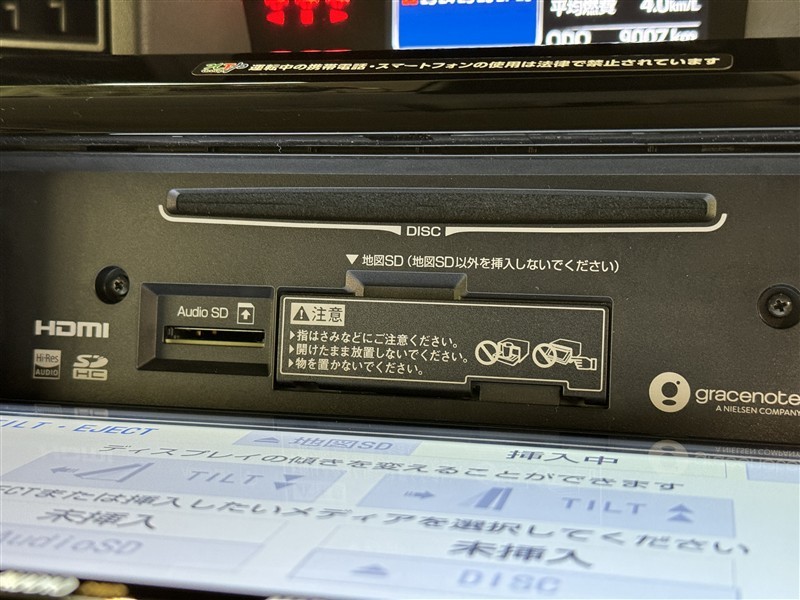 平均燃費 4.0km/L
ODO 9007km
運転中の携帯電話・スマートフォンの使用は法律で禁止されています
DISC
▼地図SD（地図SD以外を挿入しないでください）
Audio SD
⚠注意
▶指はさみなどにご注意ください。
▶開けたまま放置しないでください。
▶物を置かないでください。
HDMI
Hi-Res
AUDIO
SD
HC
gracenote
A NIELSEN COMPANY
TILT・EJECT
地図SD
挿入中
ディスプレイの傾きを変えることができます
TILT
TILT
または挿入したいメディアを選択してください
未挿入
未挿入
AudioSD
DISC